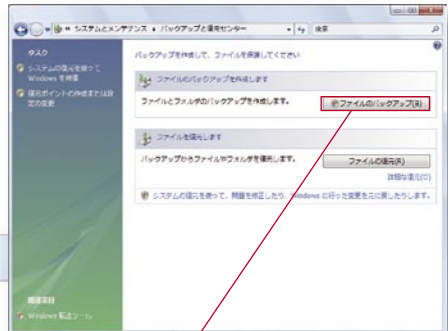 システムとメンテナンス ▸ バックアップと復元センター
検索
タスク
システムの復元を使って
Windows を修復
復元ポイントの作成または設
定の変更
バックアップを作成して、ファイルを保護してください
ファイルのバックアップを作成します
ファイルとフォルダのバックアップを作成します。
ファイルのバックアップ(B)
ファイルを復元します
バックアップからファイルやフォルダを復元します。
ファイルの復元(R)
詳細な復元(D)
システムの復元を使って、問題を修正したり、Windows に行った変更を元に戻したりします。
関連項目
Windows 転送ツール